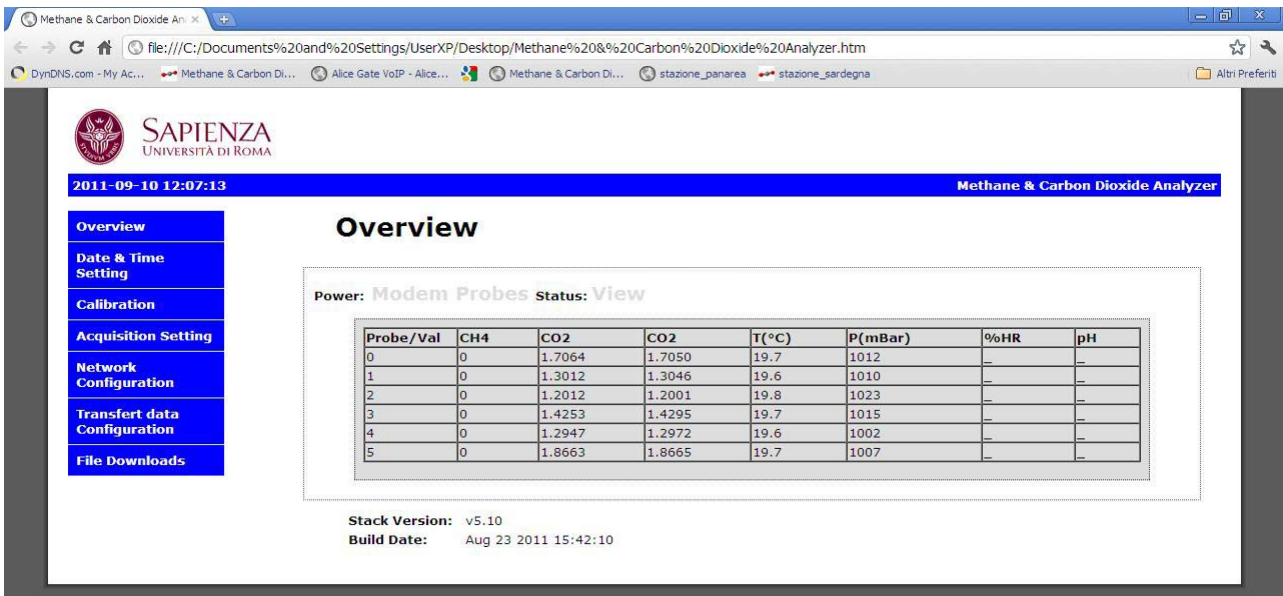 Methane & Carbon Dioxide An
file:///C:/Documents%20and%20Settings/UserXP/Desktop/Methane%20&%20Carbon%20Dioxide%20Analyzer.htm
DynDNS.com - My Ac... Methane & Carbon Di... Alice Gate VoIP - Alice... Methane & Carbon Di... stazione_panarea stazione_sardegna Altri Preferiti
SAPIENZA
UNIVERSITÀ DI ROMA
2011-09-10 12:07:13 Methane & Carbon Dioxide Analyzer
Overview
Date & Time
Setting
Calibration
Acquisition Setting
Network
Configuration
Transfert data
Configuration
File Downloads
Overview
Power: Modem Probes Status: View
Probe/Val CH4 CO2 CO2 T(°C) P(mBar) %HR pH
0 0 1.7064 1.7050 19.7 1012 _ _
1 0 1.3012 1.3046 19.6 1010 _ _
2 0 1.2012 1.2001 19.8 1023 _ _
3 0 1.4253 1.4295 19.7 1015 _ _
4 0 1.2947 1.2972 19.6 1002 _ _
5 0 1.8663 1.8665 19.7 1007 _ _
Stack Version: v5.10
Build Date: Aug 23 2011 15:42:10